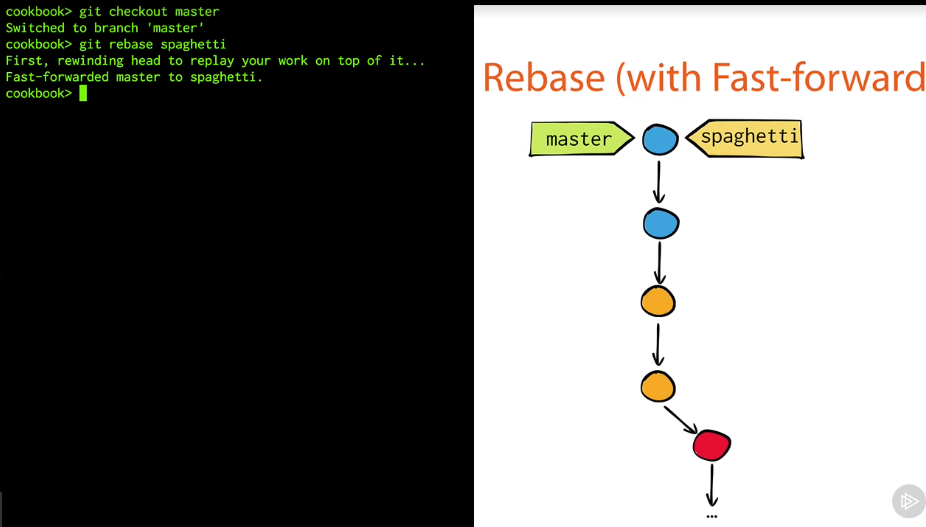 cookbook> git checkout master
Switched to branch 'master'
cookbook> git rebase spaghetti
First, rewinding head to replay your work on top of it...
Fast-forwarded master to spaghetti.
cookbook>
Rebase (with Fast-forward
master
spaghetti
...